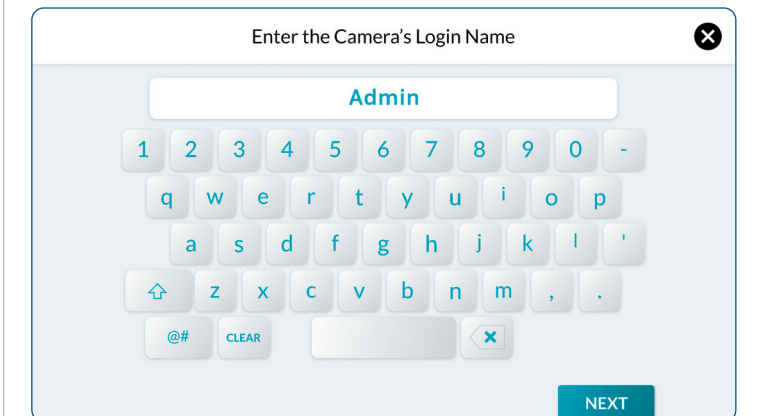 Enter the Camera’s Login Name
Admin
1 2 3 4 5 6 7 8 9 0 -
q w e r t y u i o p
a s d f g h j k l '
z x c v b n m , .
@# CLEAR
NEXT